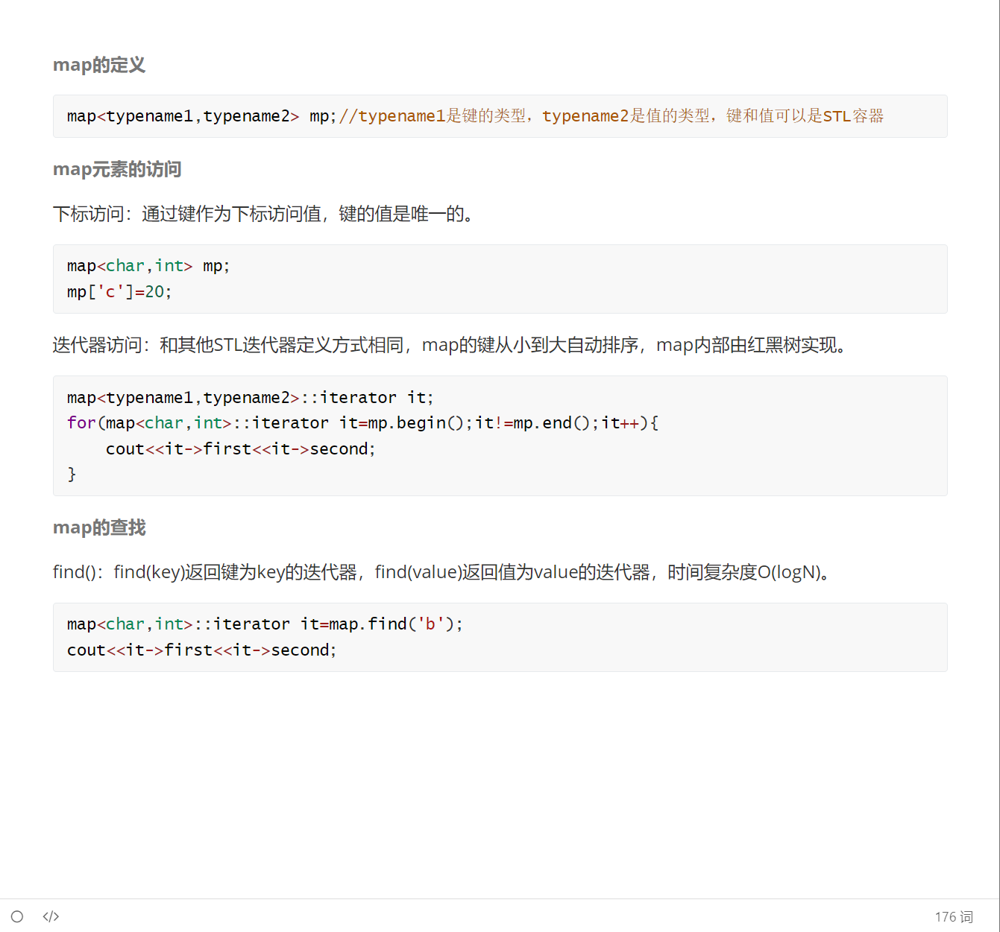 map的定义
map<typename1,typename2> mp;//typename1是键的类型，typename2是值的类型，键和值可以是STL容器
map元素的访问
下标访问：通过键作为下标访问值，键的值是唯一的。
map<char,int> mp;
mp['c']=20;
迭代器访问：和其他STL迭代器定义方式相同，map的键从小到大自动排序，map内部由红黑树实现。
map<typename1,typename2>::iterator it;
for(map<char,int>::iterator it=mp.begin();it!=mp.end();it++){
    cout<<it->first<<it->second;
}
map的查找
find()：find(key)返回键为key的迭代器，find(value)返回值为value的迭代器，时间复杂度O(logN)。
map<char,int>::iterator it=map.find('b');
cout<<it->first<<it->second;
</> 176 词